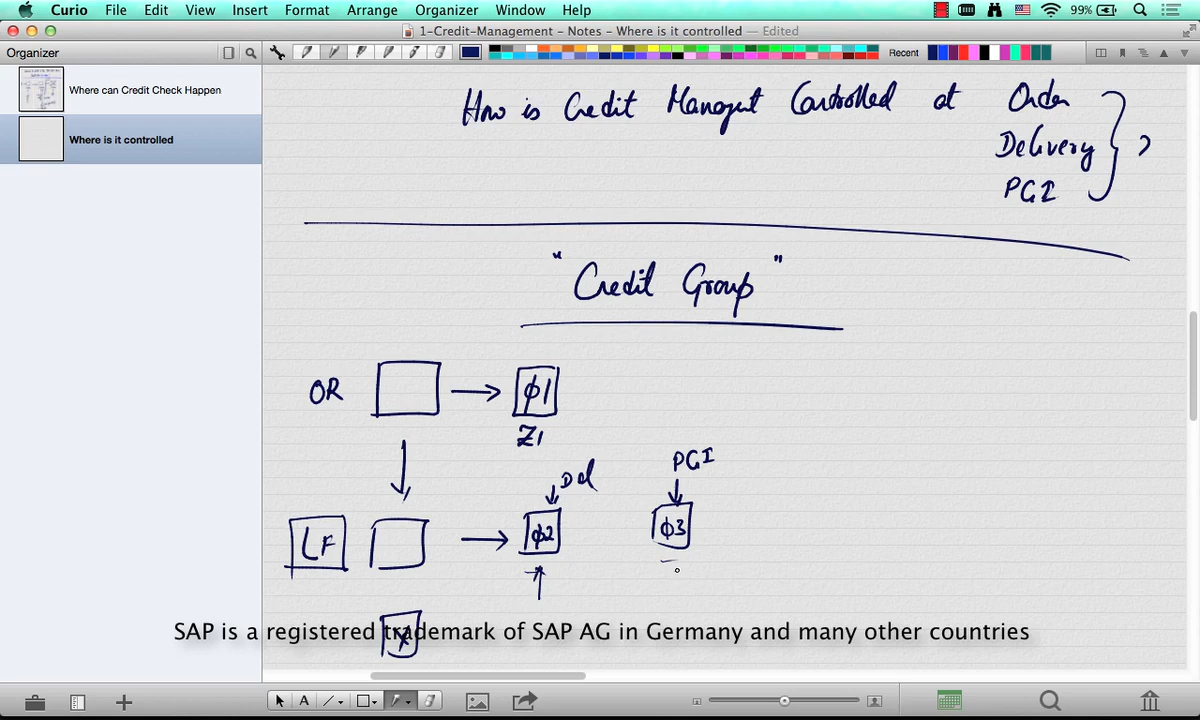 Curio File Edit View Insert Format Arrange Organizer Window Help 99%
1-Credit-Management - Notes - Where is it controlled — Edited
Organizer
Recent
Where can Credit Check Happen
Where is it controlled
How is Credit Managemt Controlled at Order
Delivery
PGI
?
"Credit Group"
OR → 01
Z1
Del PGI
LF → 02 03
X
SAP is a registered trademark of SAP AG in Germany and many other countries
A